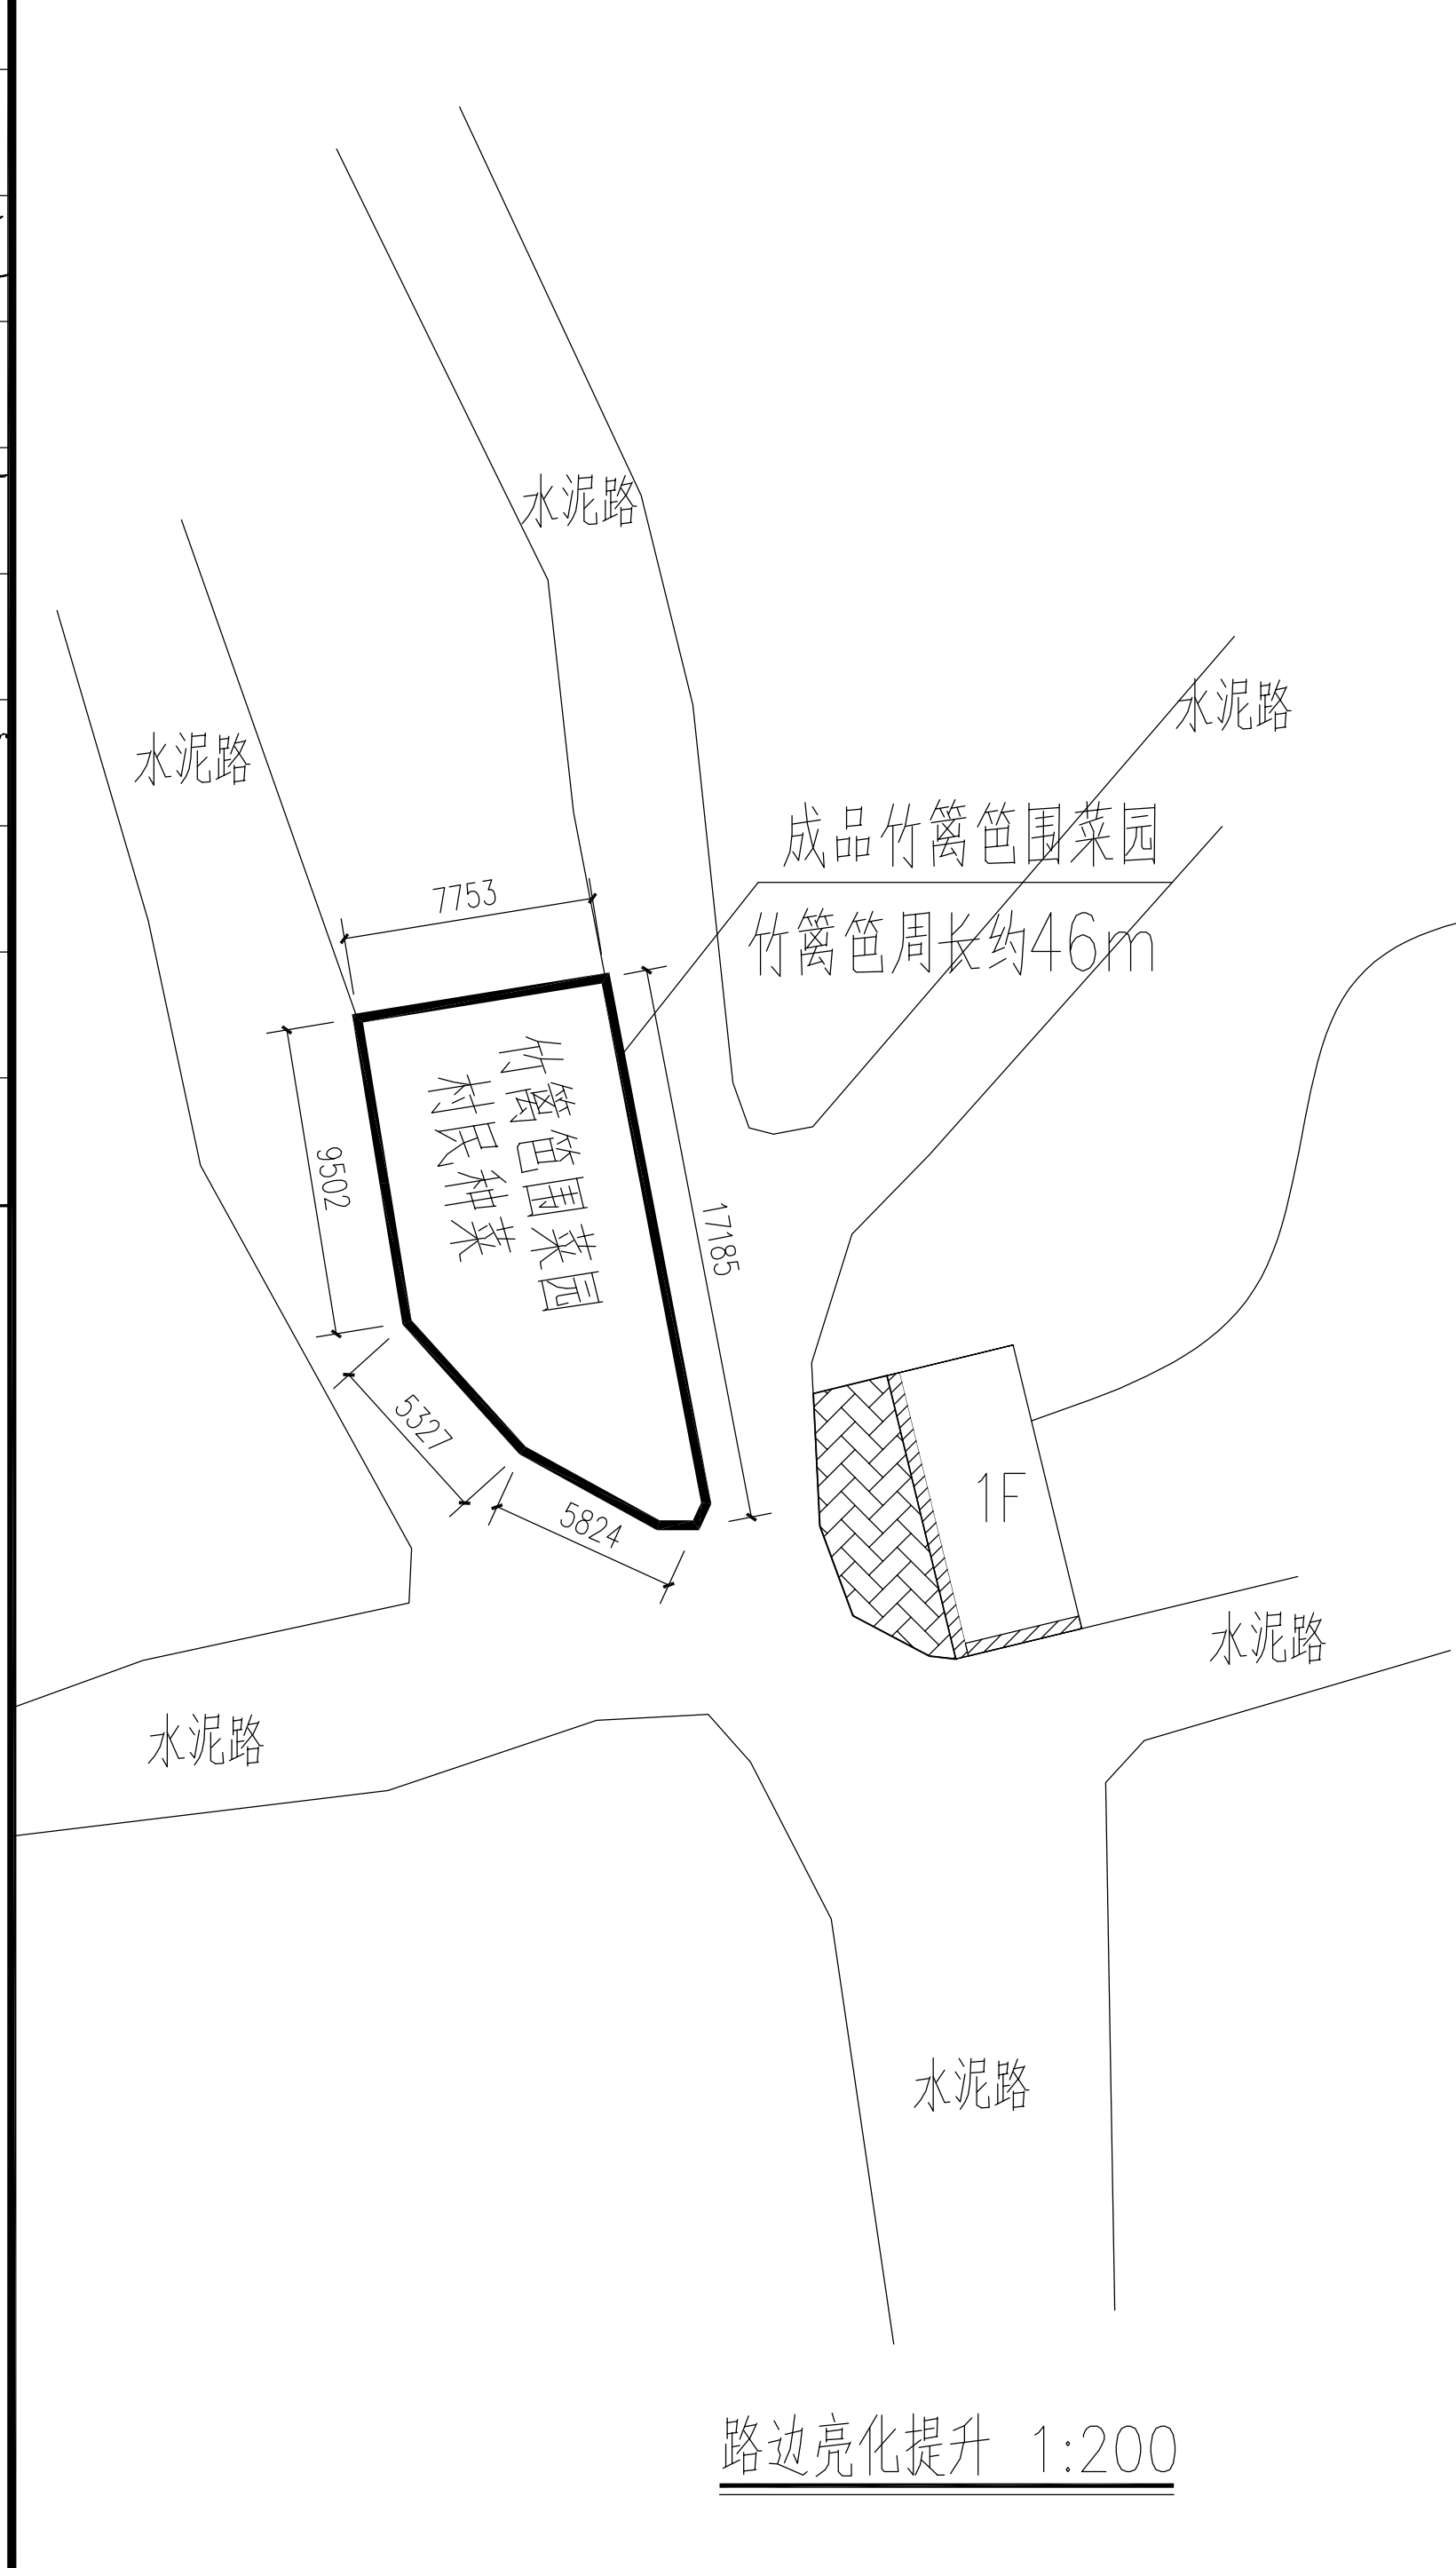 水泥路
水泥路
水泥路
成品竹篱笆围菜园
竹篱笆周长约46m
7753
竹篱笆围菜园
村民种菜
9502
17185
5327
5824
1F
水泥路
水泥路
水泥路
路边亮化提升 1:200